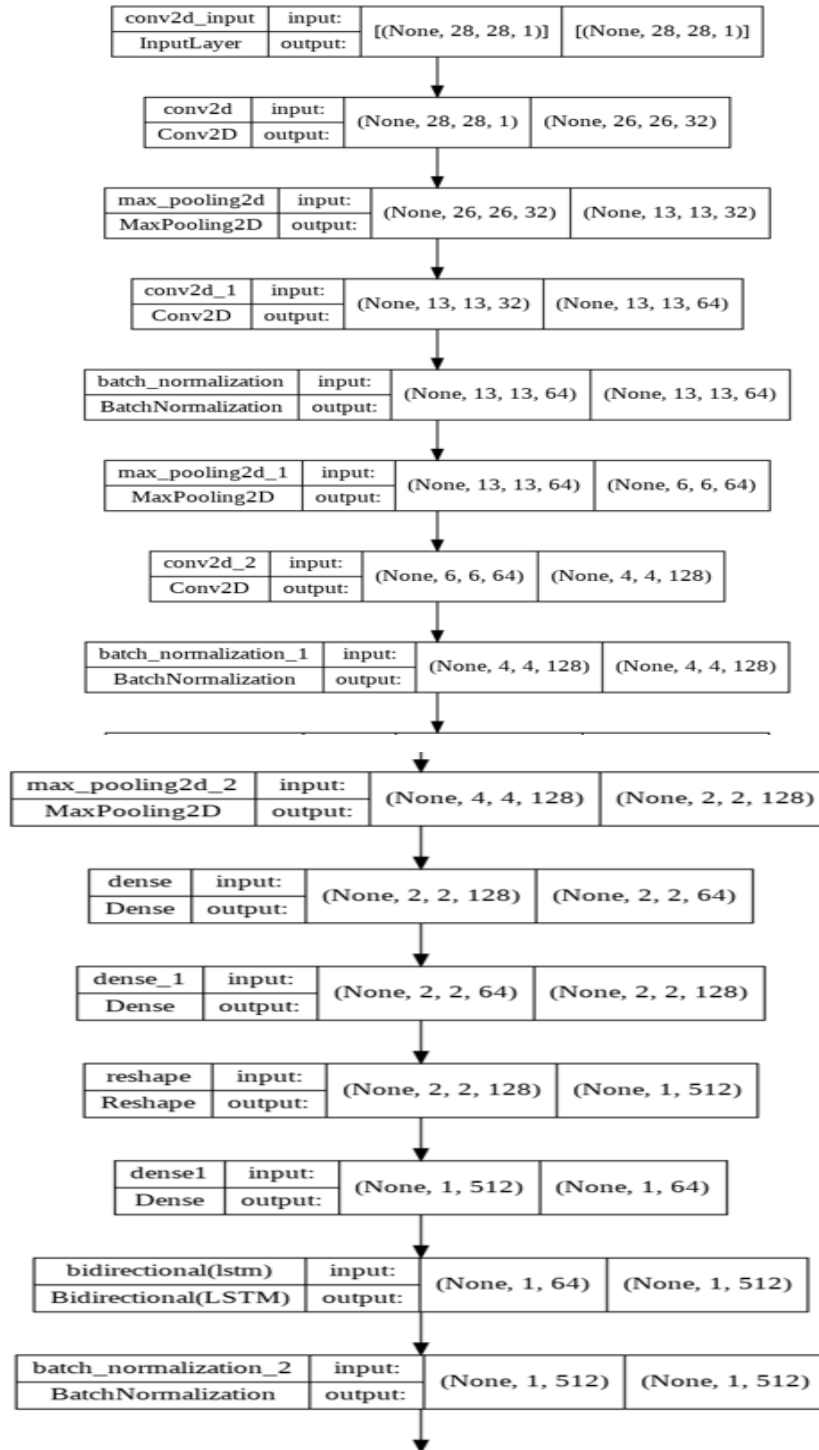 conv2d_input input: [(None, 28, 28, 1)] [(None, 28, 28, 1)]
InputLayer output:
conv2d input: (None, 28, 28, 1) (None, 26, 26, 32)
Conv2D output:
max_pooling2d input: (None, 26, 26, 32) (None, 13, 13, 32)
MaxPooling2D output:
conv2d_1 input: (None, 13, 13, 32) (None, 13, 13, 64)
Conv2D output:
batch_normalization input: (None, 13, 13, 64) (None, 13, 13, 64)
BatchNormalization output:
max_pooling2d_1 input: (None, 13, 13, 64) (None, 6, 6, 64)
MaxPooling2D output:
conv2d_2 input: (None, 6, 6, 64) (None, 4, 4, 128)
Conv2D output:
batch_normalization_1 input: (None, 4, 4, 128) (None, 4, 4, 128)
BatchNormalization output:
max_pooling2d_2 input: (None, 4, 4, 128) (None, 2, 2, 128)
MaxPooling2D output:
dense input: (None, 2, 2, 128) (None, 2, 2, 64)
Dense output:
dense_1 input: (None, 2, 2, 64) (None, 2, 2, 128)
Dense output:
reshape input: (None, 2, 2, 128) (None, 1, 512)
Reshape output:
dense1 input: (None, 1, 512) (None, 1, 64)
Dense output:
bidirectional(lstm) input: (None, 1, 64) (None, 1, 512)
Bidirectional(LSTM) output:
batch_normalization_2 input: (None, 1, 512) (None, 1, 512)
BatchNormalization output: